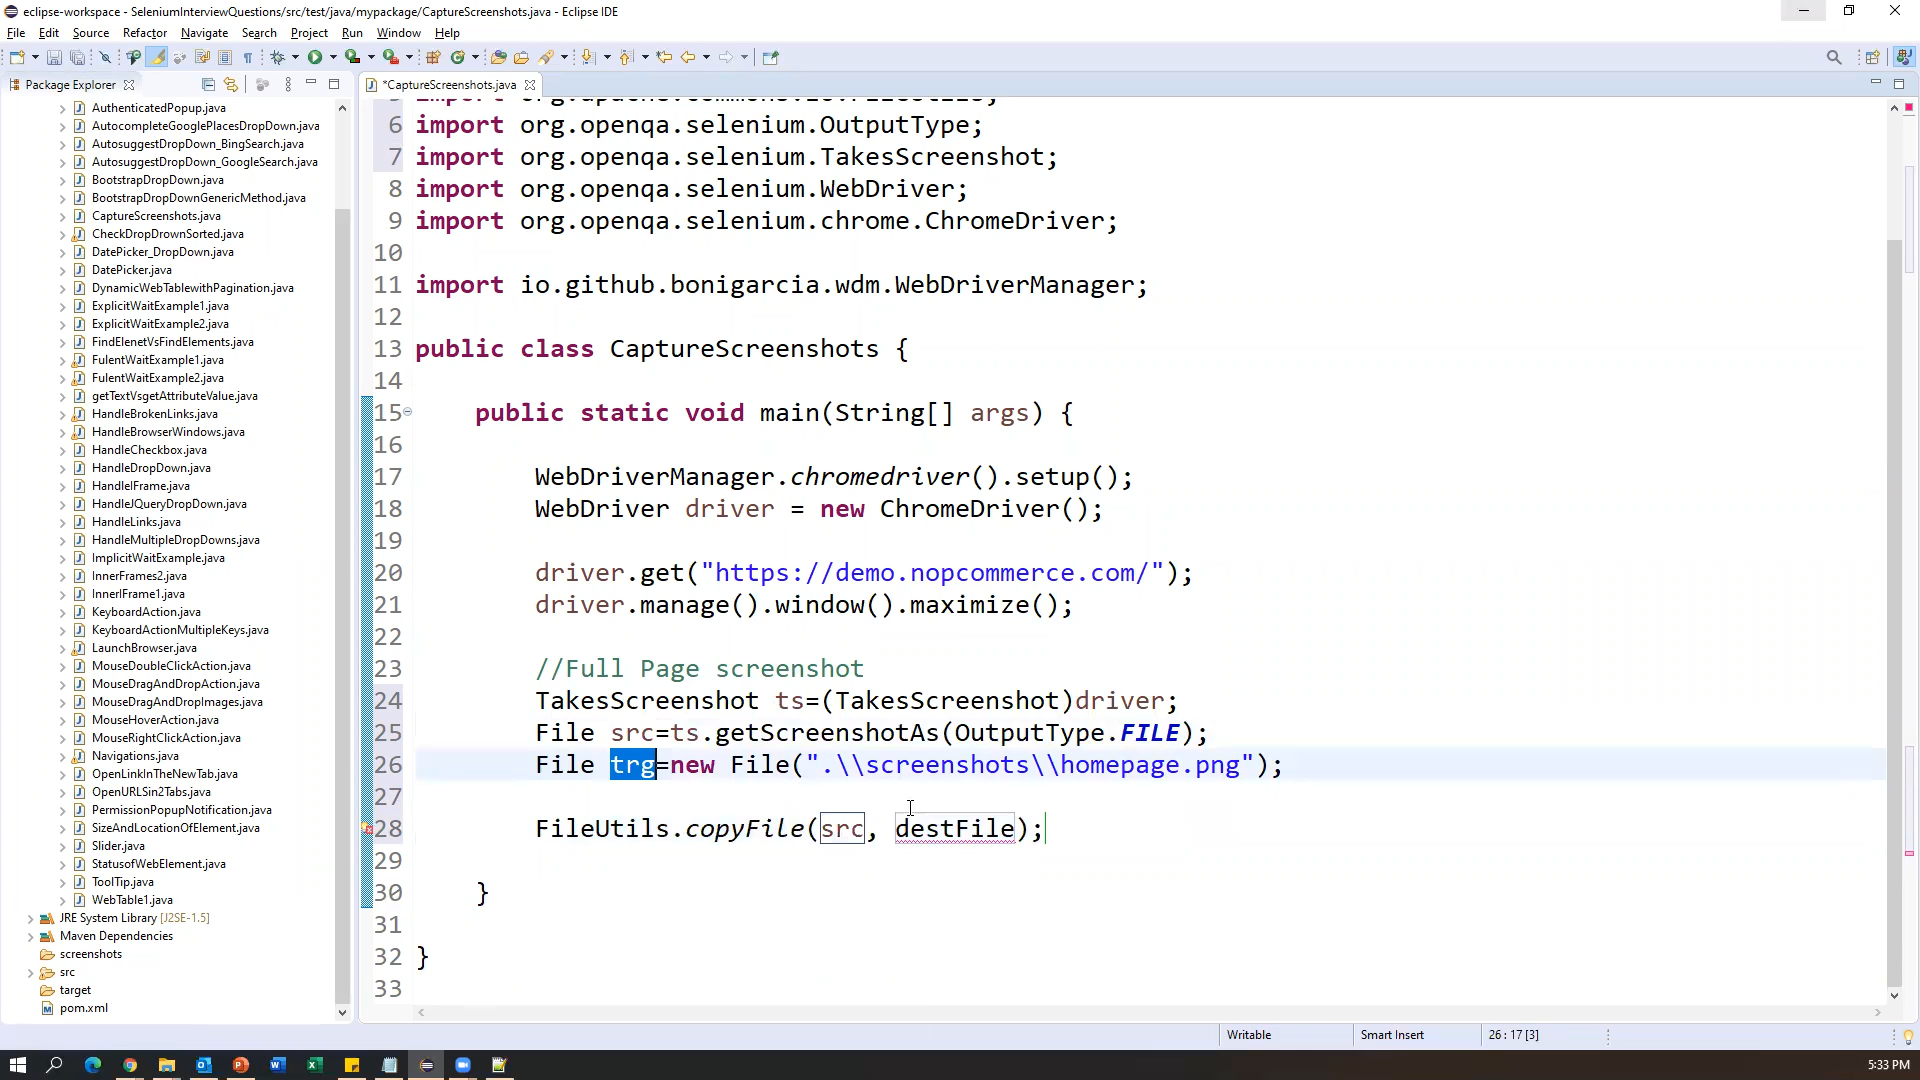 eclipse-workspace - SeleniumInterviewQuestions/src/test/java/mypackage/CaptureScreenshots.java - Eclipse IDE
File Edit Source Refactor Navigate Search Project Run Window Help
Package Explorer
*CaptureScreenshots.java
AuthenticatedPopup.java
AutocompleteGooglePlacesDropDown.java
AutosuggestDropDown_BingSearch.java
AutosuggestDropDown_GoogleSearch.java
BootstrapDropDown.java
BootstrapDropDownGenericMethod.java
CaptureScreenshots.java
CheckDropDrownSorted.java
DatePicker_DropDown.java
DatePicker.java
DynamicWebTablewithPagination.java
ExplicitWaitExample1.java
ExplicitWaitExample2.java
FindElenetVsFindElements.java
FulentWaitExample1.java
FulentWaitExample2.java
getTextVsgetAttributeValue.java
HandleBrokenLinks.java
HandleBrowserWindows.java
HandleCheckbox.java
HandleDropDown.java
HandleIFrame.java
HandleJQueryDropDown.java
HandleLinks.java
HandleMultipleDropDowns.java
ImplicitWaitExample.java
InnerFrames2.java
InnerIFrame1.java
KeyboardAction.java
KeyboardActionMultipleKeys.java
LaunchBrowser.java
MouseDoubleClickAction.java
MouseDragAndDropAction.java
MouseDragAndDropImages.java
MouseHoverAction.java
MouseRightClickAction.java
Navigations.java
OpenLinkInTheNewTab.java
OpenURLSin2Tabs.java
PermissionPopupNotification.java
SizeAndLocationOfElement.java
Slider.java
StatusofWebElement.java
ToolTip.java
WebTable1.java
JRE System Library [J2SE-1.5]
Maven Dependencies
screenshots
src
target
pom.xml
6 import org.openqa.selenium.OutputType;
7 import org.openqa.selenium.TakesScreenshot;
8 import org.openqa.selenium.WebDriver;
9 import org.openqa.selenium.chrome.ChromeDriver;
10
11 import io.github.bonigarcia.wdm.WebDriverManager;
12
13 public class CaptureScreenshots {
14
15 public static void main(String[] args) {
16
17 WebDriverManager.chromedriver().setup();
18 WebDriver driver = new ChromeDriver();
19
20 driver.get("https://demo.nopcommerce.com/");
21 driver.manage().window().maximize();
22
23 //Full Page screenshot
24 TakesScreenshot ts=(TakesScreenshot)driver;
25 File src=ts.getScreenshotAs(OutputType.FILE);
26 File trg=new File(".\\screenshots\\homepage.png");
27
28 FileUtils.copyFile(src, destFile);
29
30 }
31
32 }
33
Writable Smart Insert 26 : 17 [3]
5:33 PM